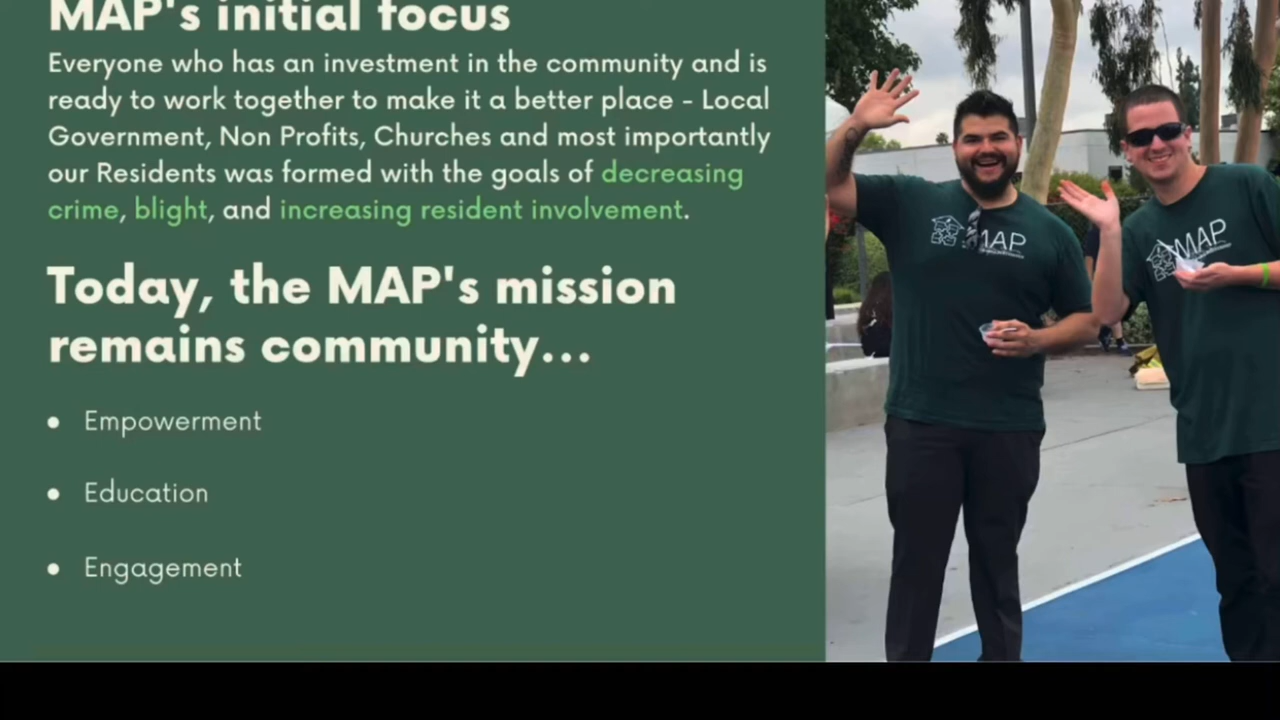 MAP's initial focus
Everyone who has an investment in the community and is
ready to work together to make it a better place - Local
Government, Non Profits, Churches and most importantly
our Residents was formed with the goals of decreasing
crime, blight, and increasing resident involvement.
Today, the MAP's mission
remains community...
• Empowerment
• Education
• Engagement
MAP
MAP